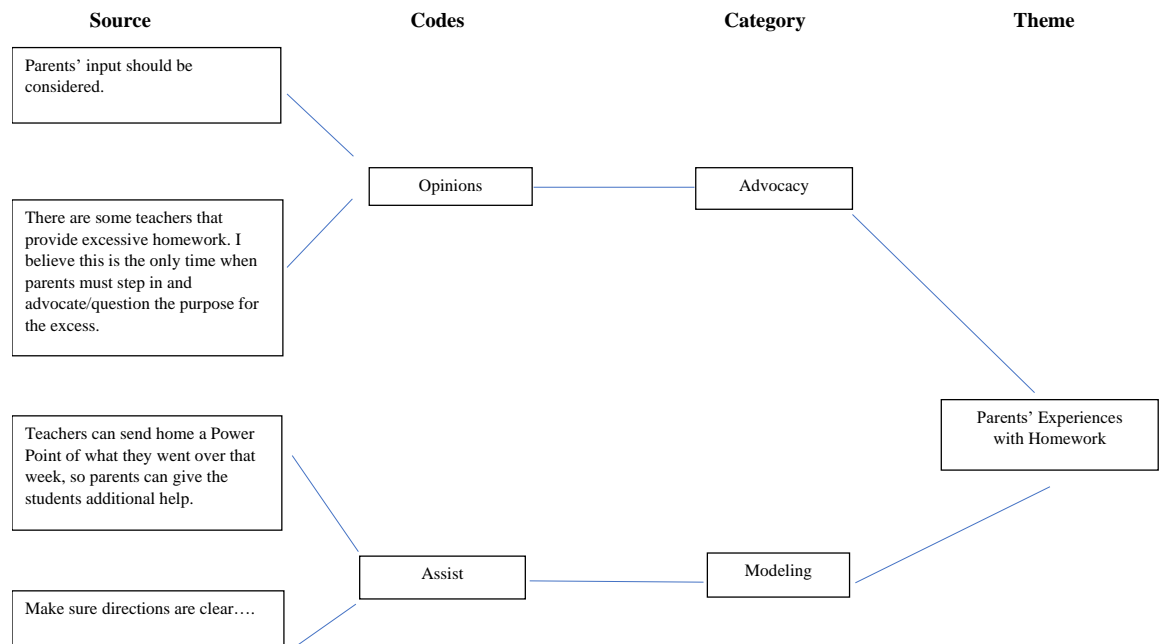 Source Codes Category Theme
Parents’ input should be
considered.
Opinions Advocacy
There are some teachers that
provide excessive homework. I
believe this is the only time when
parents must step in and
advocate/question the purpose for
the excess.
Parents’ Experiences
with Homework
Teachers can send home a Power
Point of what they went over that
week, so parents can give the
students additional help.
Assist Modeling
Make sure directions are clear….